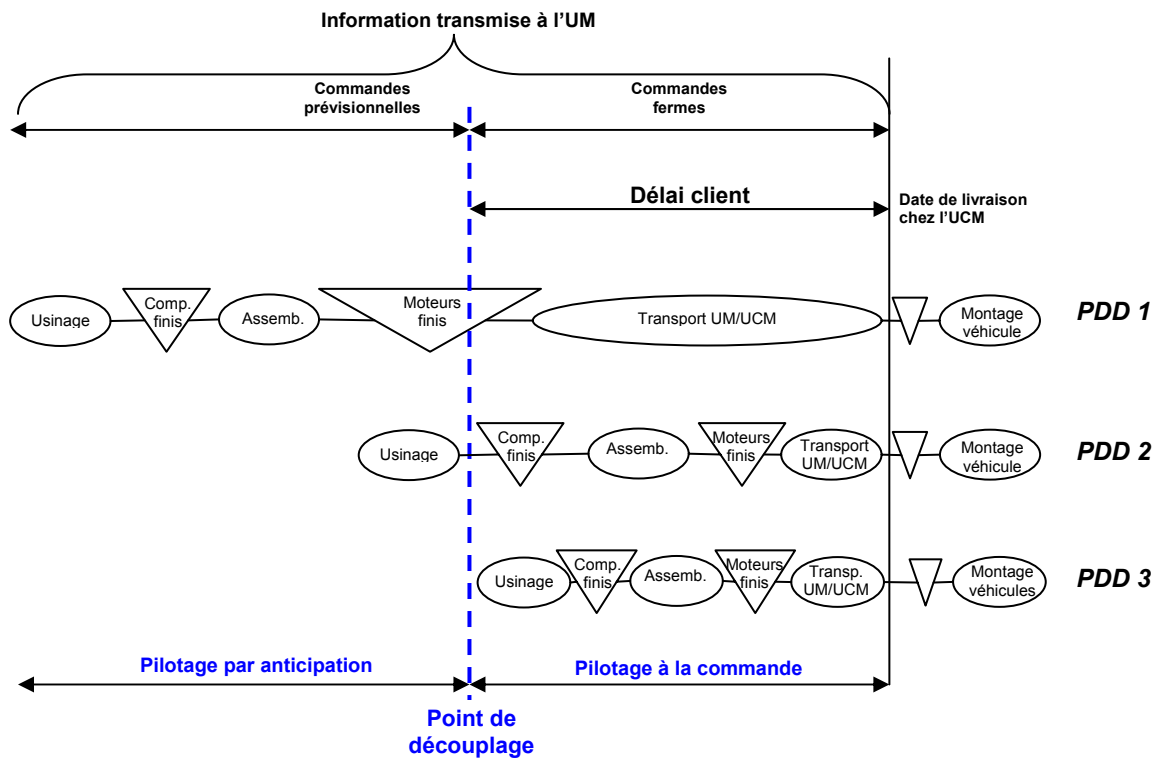 Information transmise à l’UM
Commandes
prévisionnelles
Commandes
fermes
Délai client
Date de livraison
chez l’UCM
Usinage
Comp.
finis
Assemb.
Moteurs
finis
Transport UM/UCM
Montage
véhicule
PDD 1
Usinage
Comp.
finis
Assemb.
Moteurs
finis
Transport
UM/UCM
Montage
véhicule
PDD 2
Usinage
Comp.
finis
Assemb.
Moteurs
finis
Transp.
UM/UCM
Montage
véhicules
PDD 3
Pilotage par anticipation
Pilotage à la commande
Point de
découplage